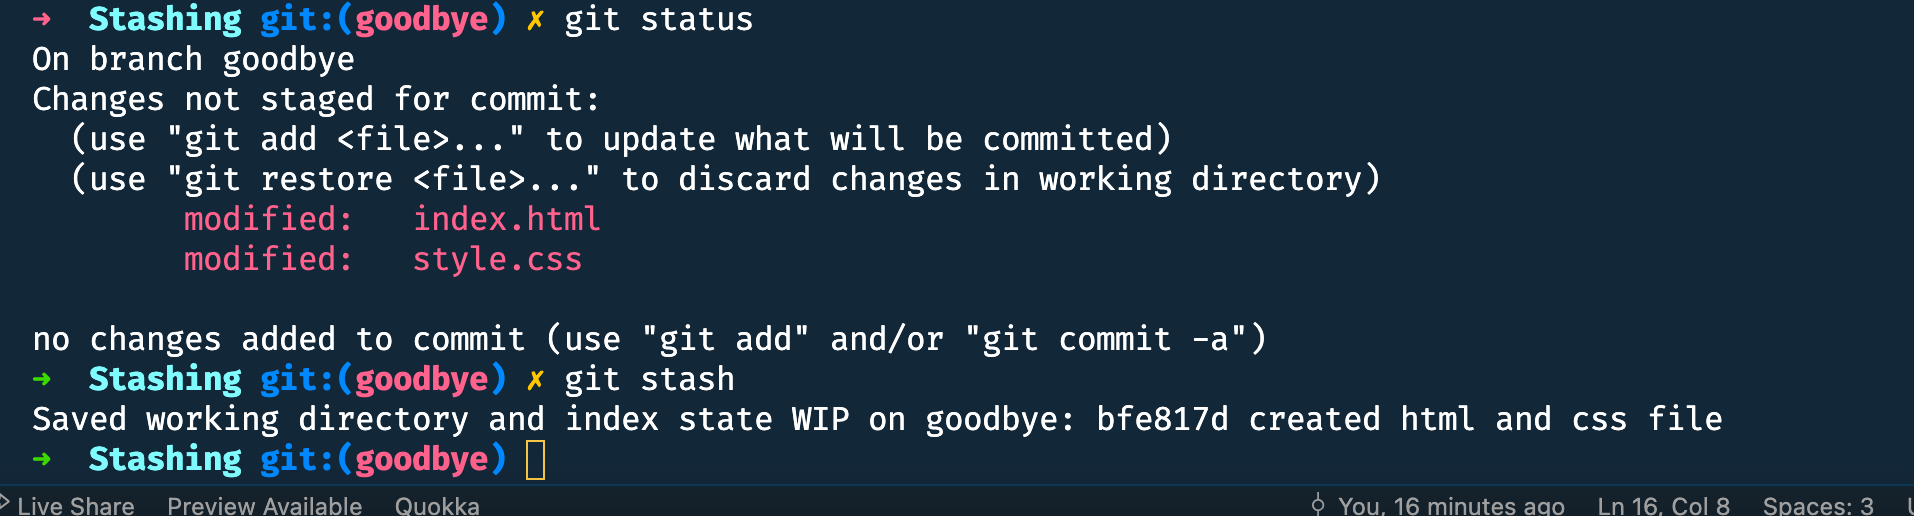 ➜  Stashing git:(goodbye) ✗ git status
On branch goodbye
Changes not staged for commit:
  (use "git add <file>..." to update what will be committed)
  (use "git restore <file>..." to discard changes in working directory)
        modified:   index.html
        modified:   style.css
no changes added to commit (use "git add" and/or "git commit -a")
➜  Stashing git:(goodbye) ✗ git stash
Saved working directory and index state WIP on goodbye: bfe817d created html and css file
➜  Stashing git:(goodbye)
Live Share  Preview Available  Quokka  You, 16 minutes ago  Ln 16, Col 8  Spaces: 3